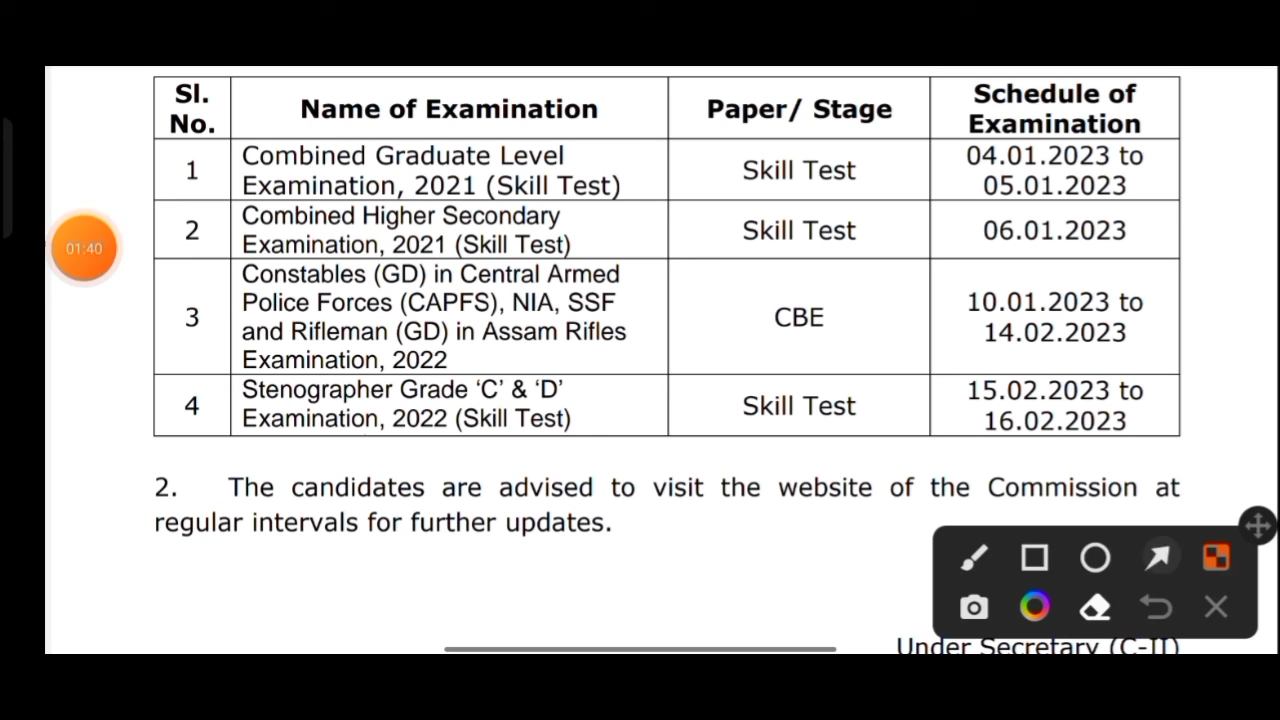 Sl.
No.
Name of Examination
Paper/ Stage
Schedule of
Examination
1
Combined Graduate Level
Examination, 2021 (Skill Test)
Skill Test
04.01.2023 to
05.01.2023
2
Combined Higher Secondary
Examination, 2021 (Skill Test)
Skill Test
06.01.2023
3
Constables (GD) in Central Armed
Police Forces (CAPFS), NIA, SSF
and Rifleman (GD) in Assam Rifles
Examination, 2022
CBE
10.01.2023 to
14.02.2023
4
Stenographer Grade ‘C’ & ‘D’
Examination, 2022 (Skill Test)
Skill Test
15.02.2023 to
16.02.2023
01:40
2. The candidates are advised to visit the website of the Commission at
regular intervals for further updates.
Under Secretary (C-II)